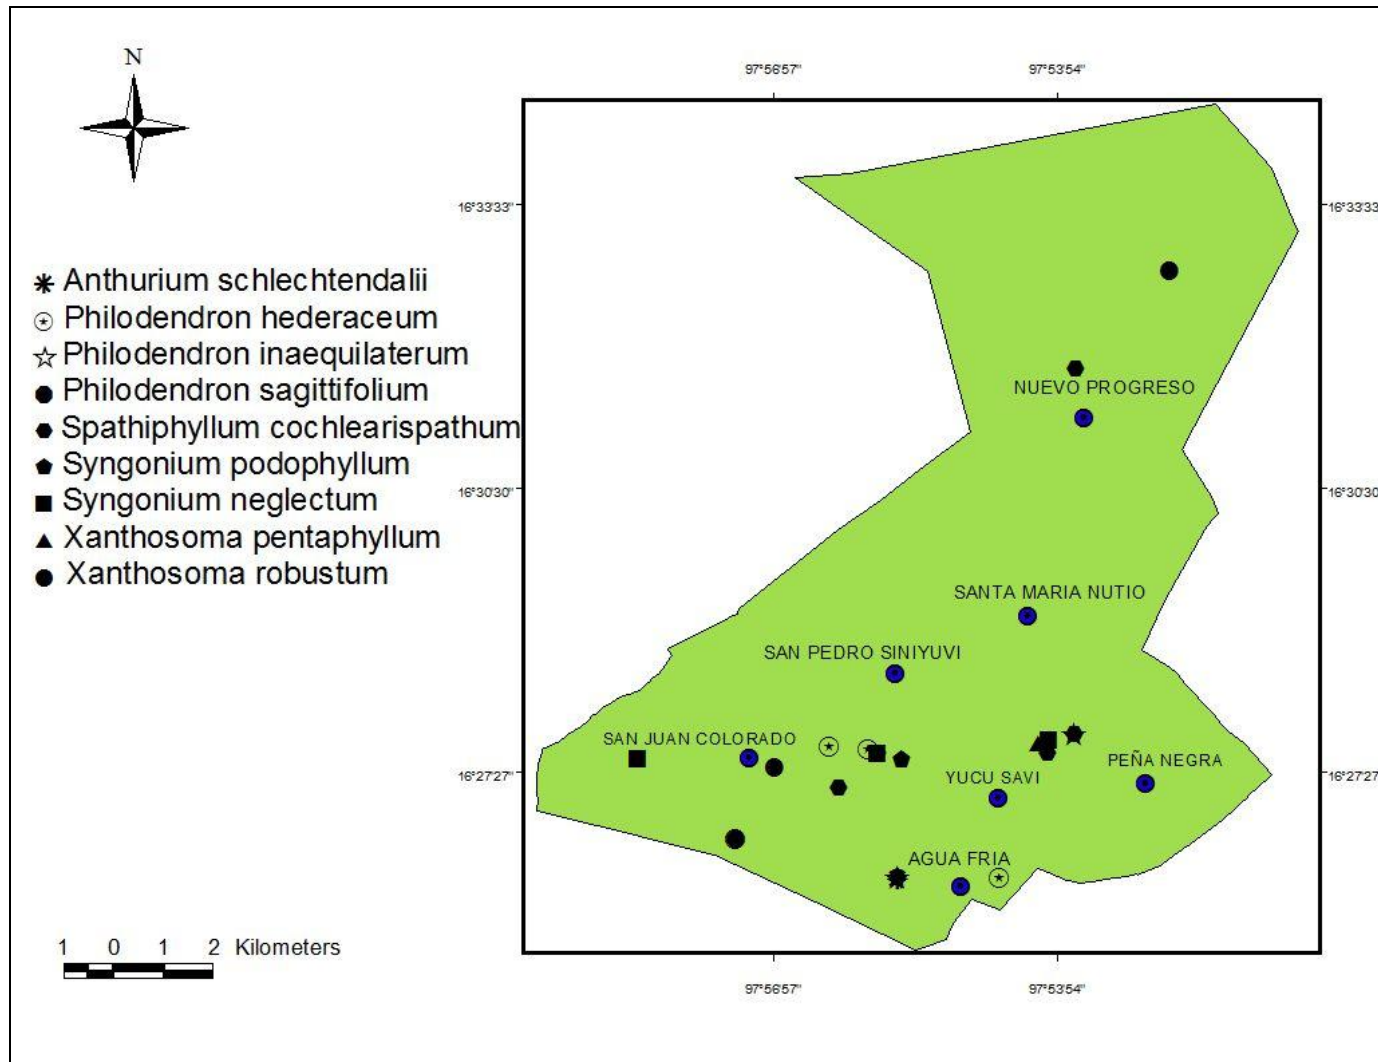 N
97°56'57"
97°53'54"
16°33'33"
16°33'33
Anthurium schlechtendalii
Philodendron hederaceum
Philodendron inaequilaterum
Philodendron sagittifolium
Spathiphyllum cochlearispathum
Syngonium podophyllum
Syngonium neglectum
Xanthosoma pentaphyllum
Xanthosoma robustum
NUEVO PROGRESO
16°30'30"
16°30'30
SANTA MARIA NUTIO
SAN PEDRO SINIYUVI
SAN JUAN COLORADO
PEÑA NEGRA
16°27'27"
16°27'27
YUCU SAVI
AGUA FRIA
1 0 1 2 Kilometers
97°56'57"
97°53'54"